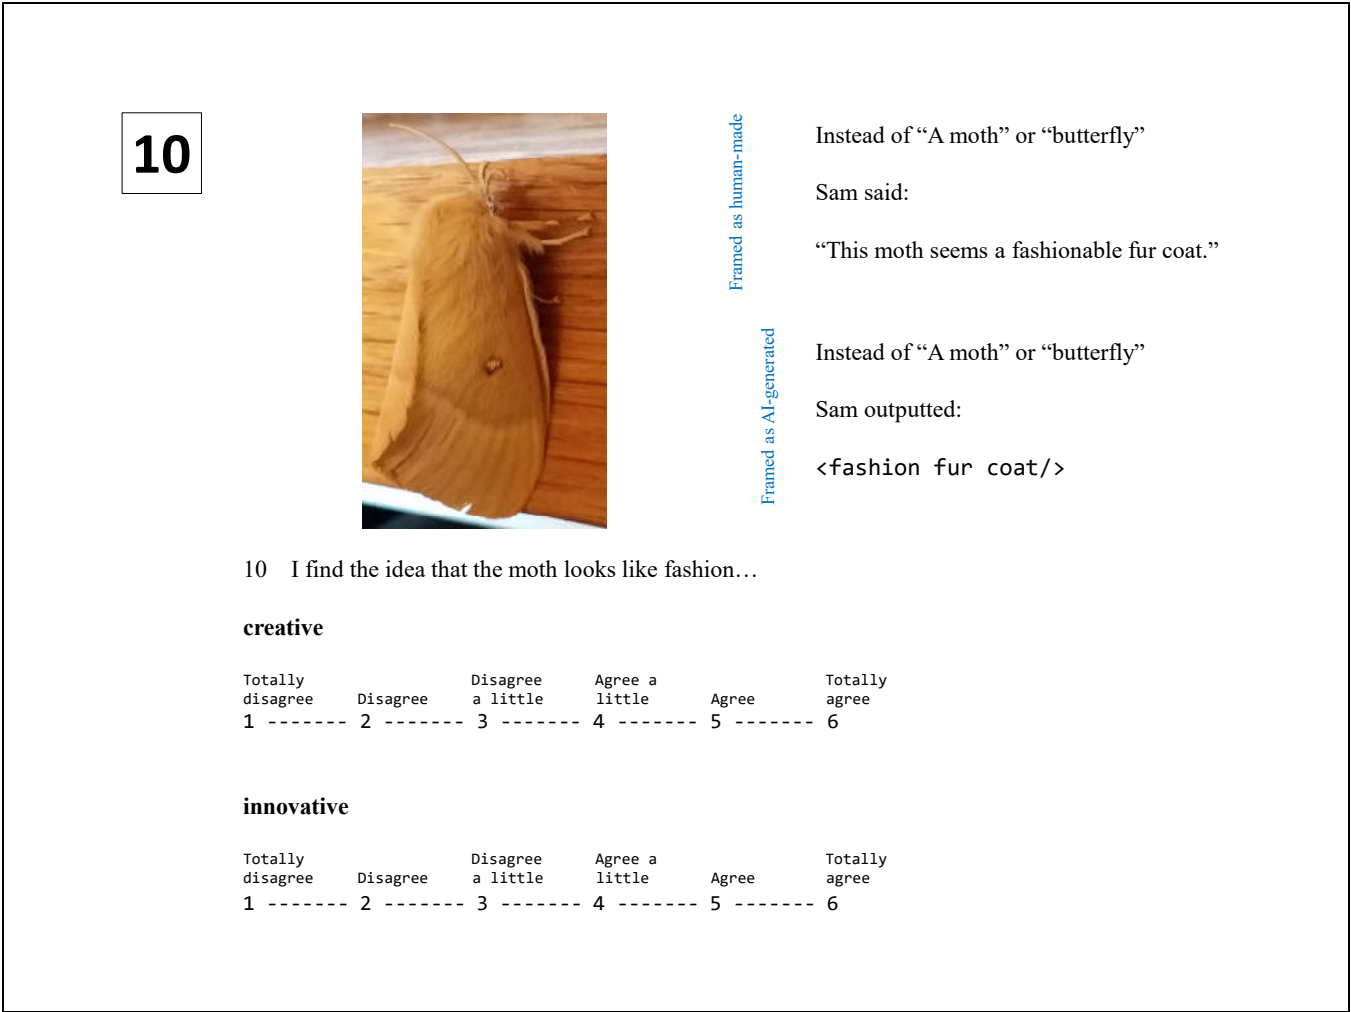 10
Framed as human-made
Instead of “A moth” or “butterfly”
Sam said:
“This moth seems a fashionable fur coat.”
Framed as AI-generated
Instead of “A moth” or “butterfly”
Sam outputted:
<fashion fur coat/>
10 I find the idea that the moth looks like fashion…
creative
Totally Disagree Agree a Totally
disagree Disagree a little little Agree agree
1 ------- 2 ------- 3 ------- 4 ------- 5 ------- 6
innovative
Totally Disagree Agree a Totally
disagree Disagree a little little Agree agree
1 ------- 2 ------- 3 ------- 4 ------- 5 ------- 6